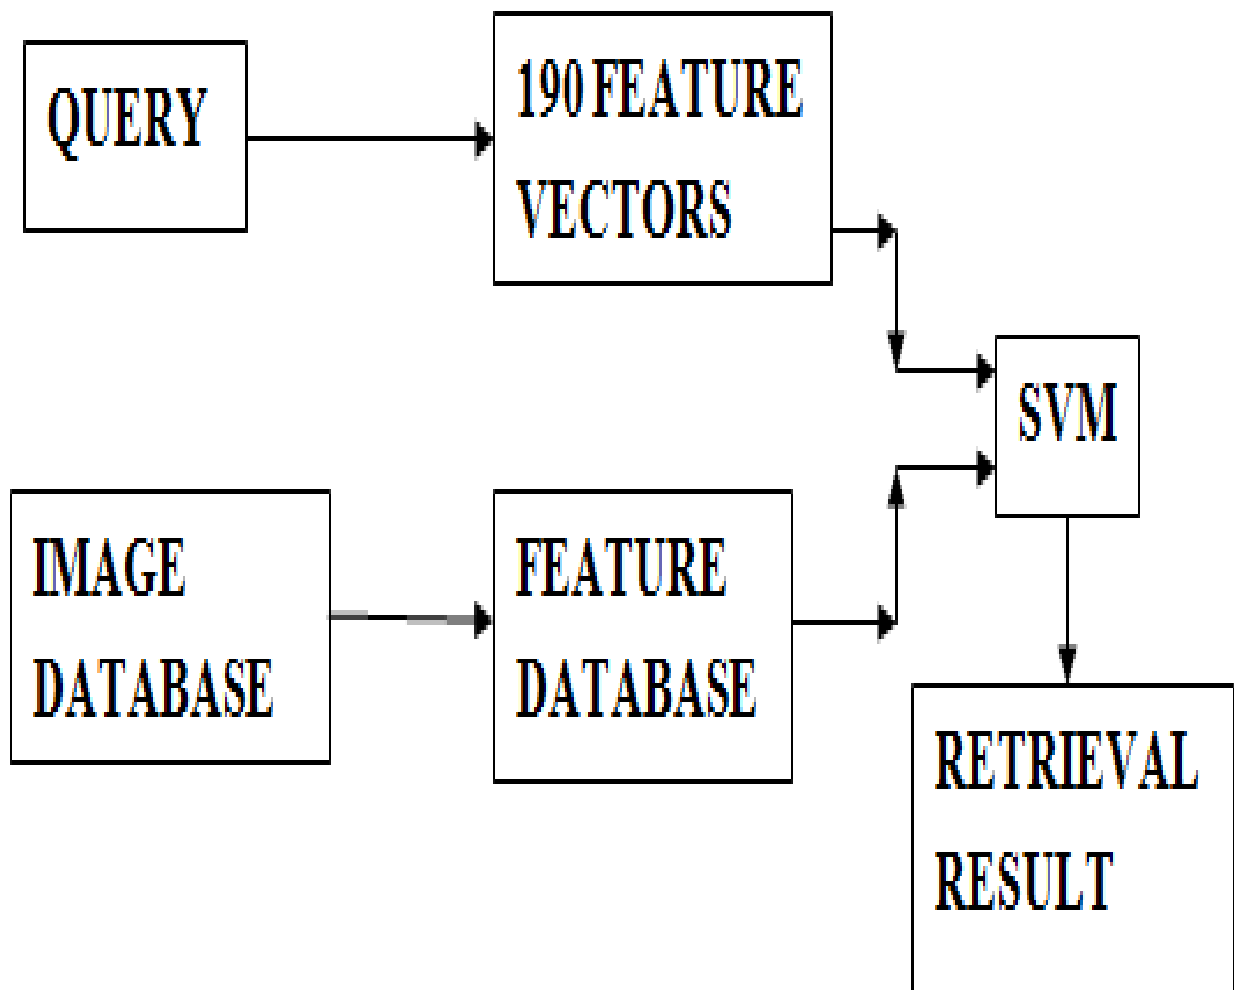 QUERY
190 FEATURE
VECTORS
SVM
IMAGE
DATABASE
FEATURE
DATABASE
RETRIEVAL
RESULT